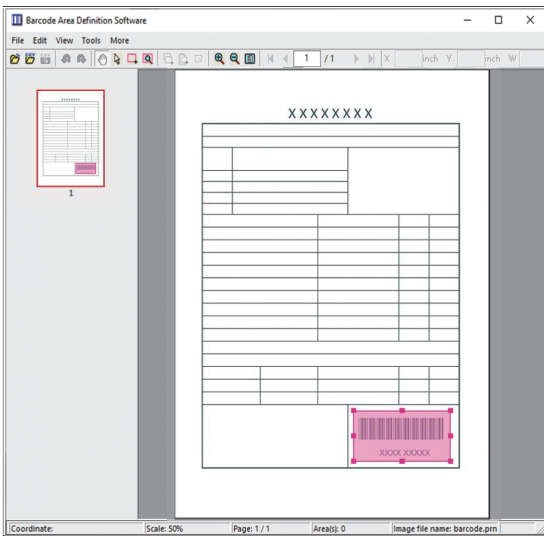 Barcode Area Definition Software
File Edit View Tools More
1 / 1 X inch Y inch W
XXXXXXXX
1
XXXX XXXXX
Coordinate: Scale: 50% Page: 1 / 1 Area(s): 0 Image file name: barcode.prn